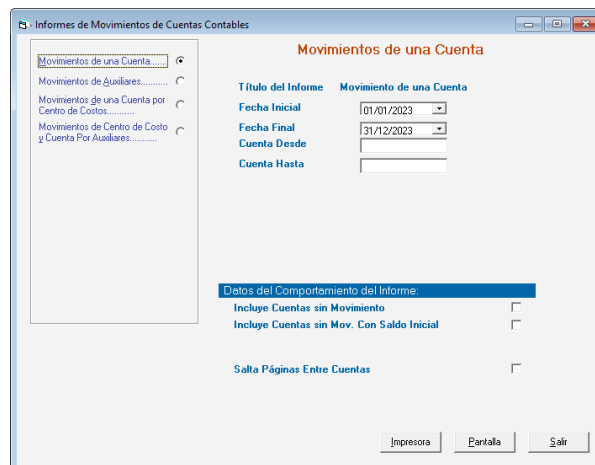 Informes de Movimientos de Cuentas Contables
Movimientos de una Cuenta......
Movimientos de Auxiliares..........
Movimientos de una Cuenta por
Centro de Costos...........
Movimientos de Centro de Costo
y Cuenta Por Auxiliares...........
Movimientos de una Cuenta
Título del Informe Movimiento de una Cuenta
Fecha Inicial 01/01/2023
Fecha Final 31/12/2023
Cuenta Desde
Cuenta Hasta
Datos del Comportamiento del Informe:
Incluye Cuentas sin Movimiento
Incluye Cuentas sin Mov. Con Saldo Inicial
Salta Páginas Entre Cuentas
Impresora Pantalla Salir